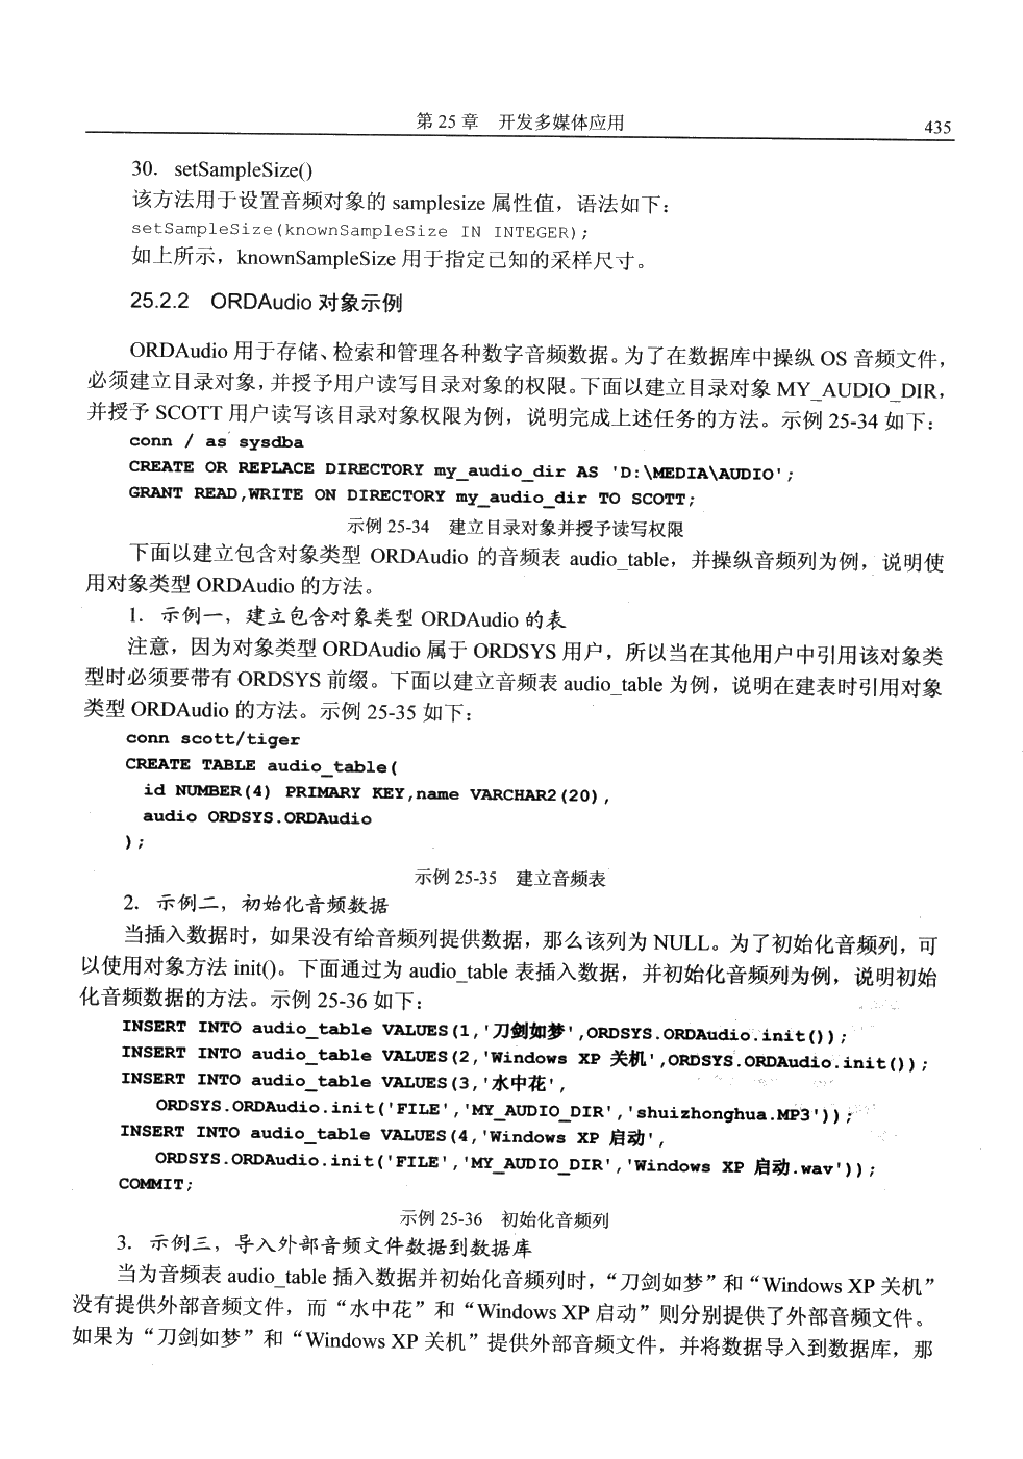 第 25 章 开发多媒体应用 435
30. setSampleSize()
该方法用于设置音频对象的 samplesize 属性值，语法如下：
setSampleSize(knownSampleSize IN INTEGER);
如上所示，knownSampleSize 用于指定已知的采样尺寸。
25.2.2 ORDAudio 对象示例
ORDAudio 用于存储、检索和管理各种数字音频数据。为了在数据库中操纵 OS 音频文件，
必须建立目录对象，并授予用户读写目录对象的权限。下面以建立目录对象 MY_AUDIO_DIR，
并授予 SCOTT 用户读写该目录对象权限为例，说明完成上述任务的方法。示例 25-34 如下：
conn / as sysdba
CREATE OR REPLACE DIRECTORY my_audio_dir AS 'D:\MEDIA\AUDIO';
GRANT READ,WRITE ON DIRECTORY my_audio_dir TO SCOTT;
示例 25-34 建立目录对象并授予读写权限
下面以建立包含对象类型 ORDAudio 的音频表 audio_table，并操纵音频列为例，说明使
用对象类型 ORDAudio 的方法。
1. 示例一，建立包含对象类型 ORDAudio 的表
注意，因为对象类型 ORDAudio 属于 ORDSYS 用户，所以当在其他用户中引用该对象类
型时必须要带有 ORDSYS 前缀。下面以建立音频表 audio_table 为例，说明在建表时引用对象
类型 ORDAudio 的方法。示例 25-35 如下：
conn scott/tiger
CREATE TABLE audio_table(
id NUMBER(4) PRIMARY KEY,name VARCHAR2(20),
audio ORDSYS.ORDAudio
);
示例 25-35 建立音频表
2. 示例二，初始化音频数据
当插入数据时，如果没有给音频列提供数据，那么该列为 NULL。为了初始化音频列，可
以使用对象方法 init()。下面通过为 audio_table 表插入数据，并初始化音频列为例，说明初始
化音频数据的方法。示例 25-36 如下：
INSERT INTO audio_table VALUES(1,'刀剑如梦',ORDSYS.ORDAudio.init());
INSERT INTO audio_table VALUES(2,'Windows XP 关机',ORDSYS.ORDAudio.init());
INSERT INTO audio_table VALUES(3,'水中花',
ORDSYS.ORDAudio.init('FILE','MY_AUDIO_DIR','shuizhonghua.MP3'));
INSERT INTO audio_table VALUES(4,'Windows XP 启动',
ORDSYS.ORDAudio.init('FILE','MY_AUDIO_DIR','Windows XP 启动.wav'));
COMMIT;
示例 25-36 初始化音频列
3. 示例三，导入外部音频文件数据到数据库
当为音频表 audio_table 插入数据并初始化音频列时，“刀剑如梦”和“Windows XP 关机”
没有提供外部音频文件，而“水中花”和“Windows XP 启动”则分别提供了外部音频文件。
如果为“刀剑如梦”和“Windows XP 关机”提供外部音频文件，并将数据导入到数据库，那